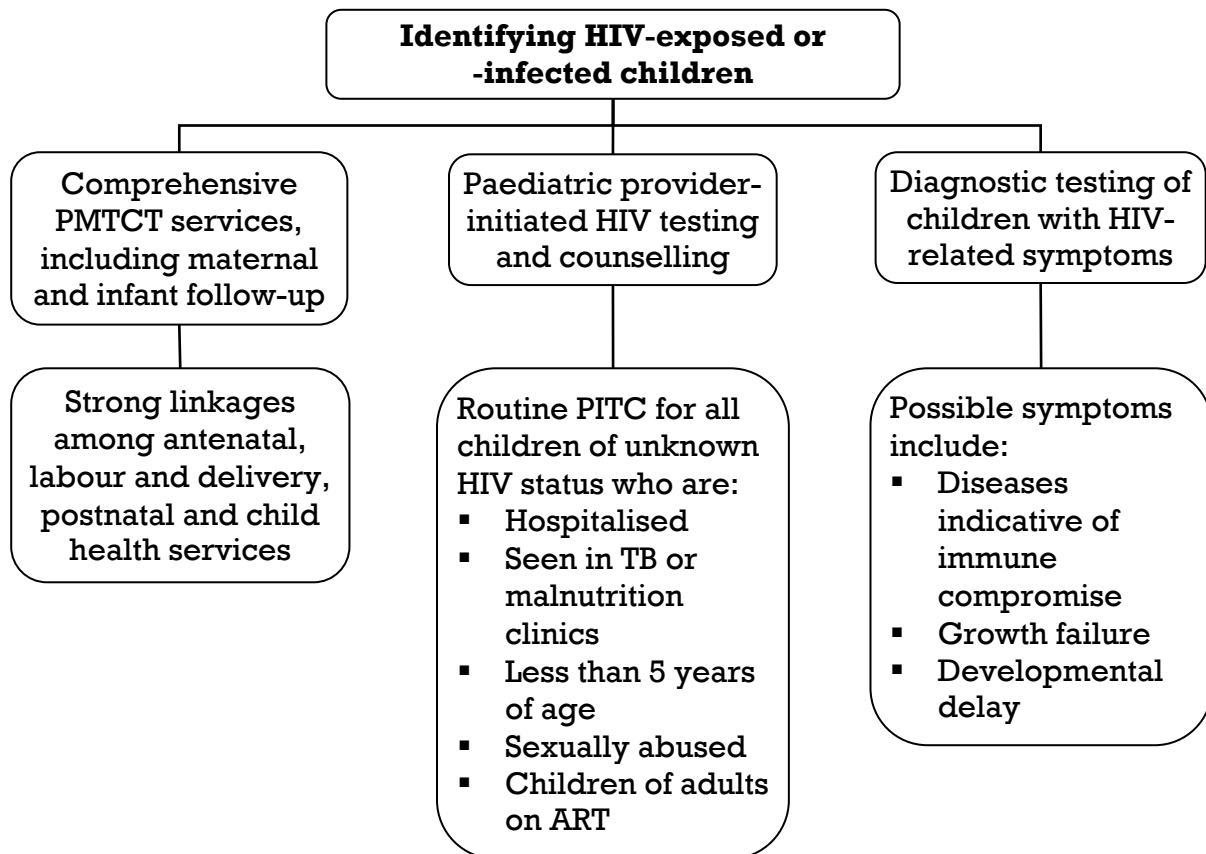 Identifying HIV-exposed or
-infected children
Comprehensive
PMTCT services,
including maternal
and infant follow-up
Strong linkages
among antenatal,
labour and delivery,
postnatal and child
health services
Paediatric provider-
initiated HIV testing
and counselling
Routine PITC for all
children of unknown
HIV status who are:
▪ Hospitalised
▪ Seen in TB or
malnutrition
clinics
▪ Less than 5 years
of age
▪ Sexually abused
▪ Children of adults
on ART
Diagnostic testing of
children with HIV-
related symptoms
Possible symptoms
include:
▪ Diseases
indicative of
immune
compromise
▪ Growth failure
▪ Developmental
delay